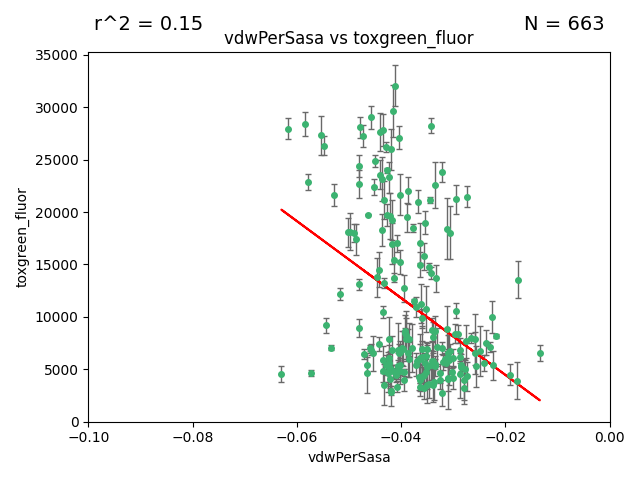 r^2 = 0.15
N = 663
vdwPerSasa vs toxgreen_fluor
35000
30000
25000
20000
15000
10000
5000
0
toxgreen_fluor
−0.10
−0.08
−0.06
−0.04
−0.02
0.00
vdwPerSasa